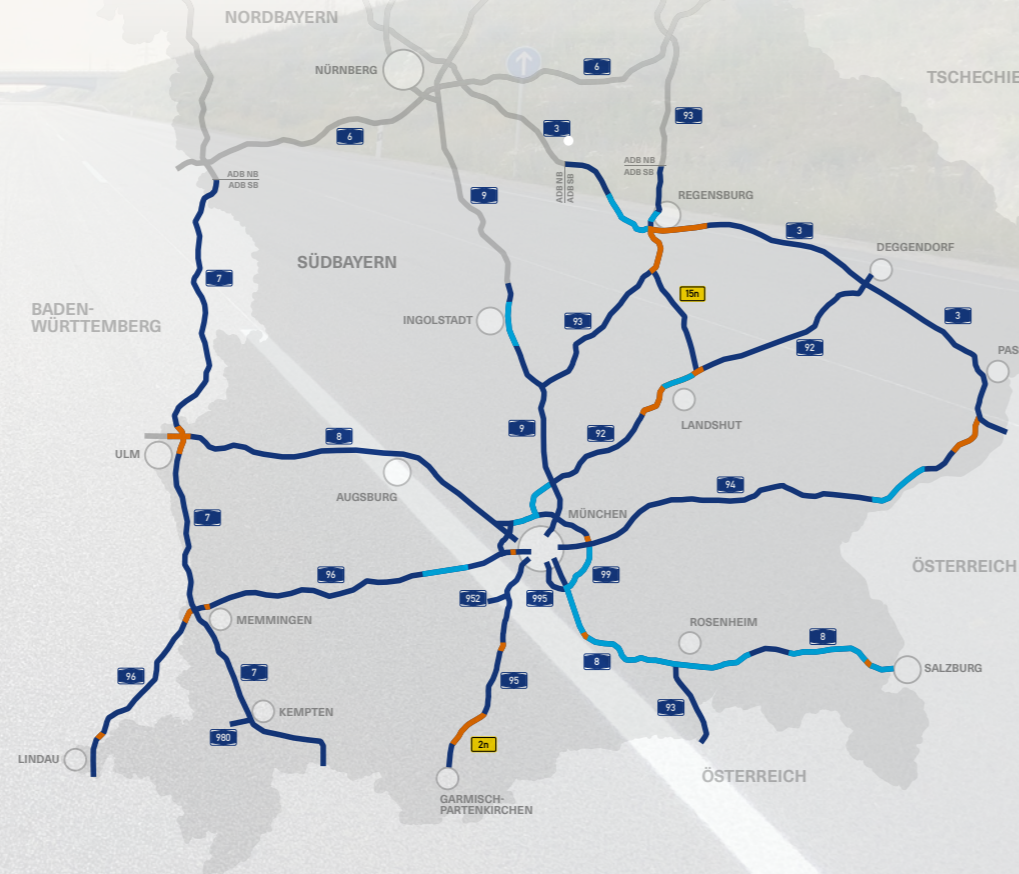 NORDBAYERN
NÜRNBERG
6
TSCHECHIE
93
3
6
ADB NB
ADB SB
ADB NB
ADB SB
ADB NB
ADB SB
9
REGENSBURG
3
DEGGENDORF
SÜDBAYERN
7
15n
BADEN-
WÜRTTEMBERG
INGOLSTADT
93
3
92
PAS
LANDSHUT
9
92
8
ULM
AUGSBURG
94
MÜNCHEN
7
ÖSTERREICH
96
99
952
995
MEMMINGEN
ROSENHEIM
8
8
SALZBURG
7
96
95
93
KEMPTEN
980
2n
LINDAU
ÖSTERREICH
GARMISCH-
PARTENKIRCHEN